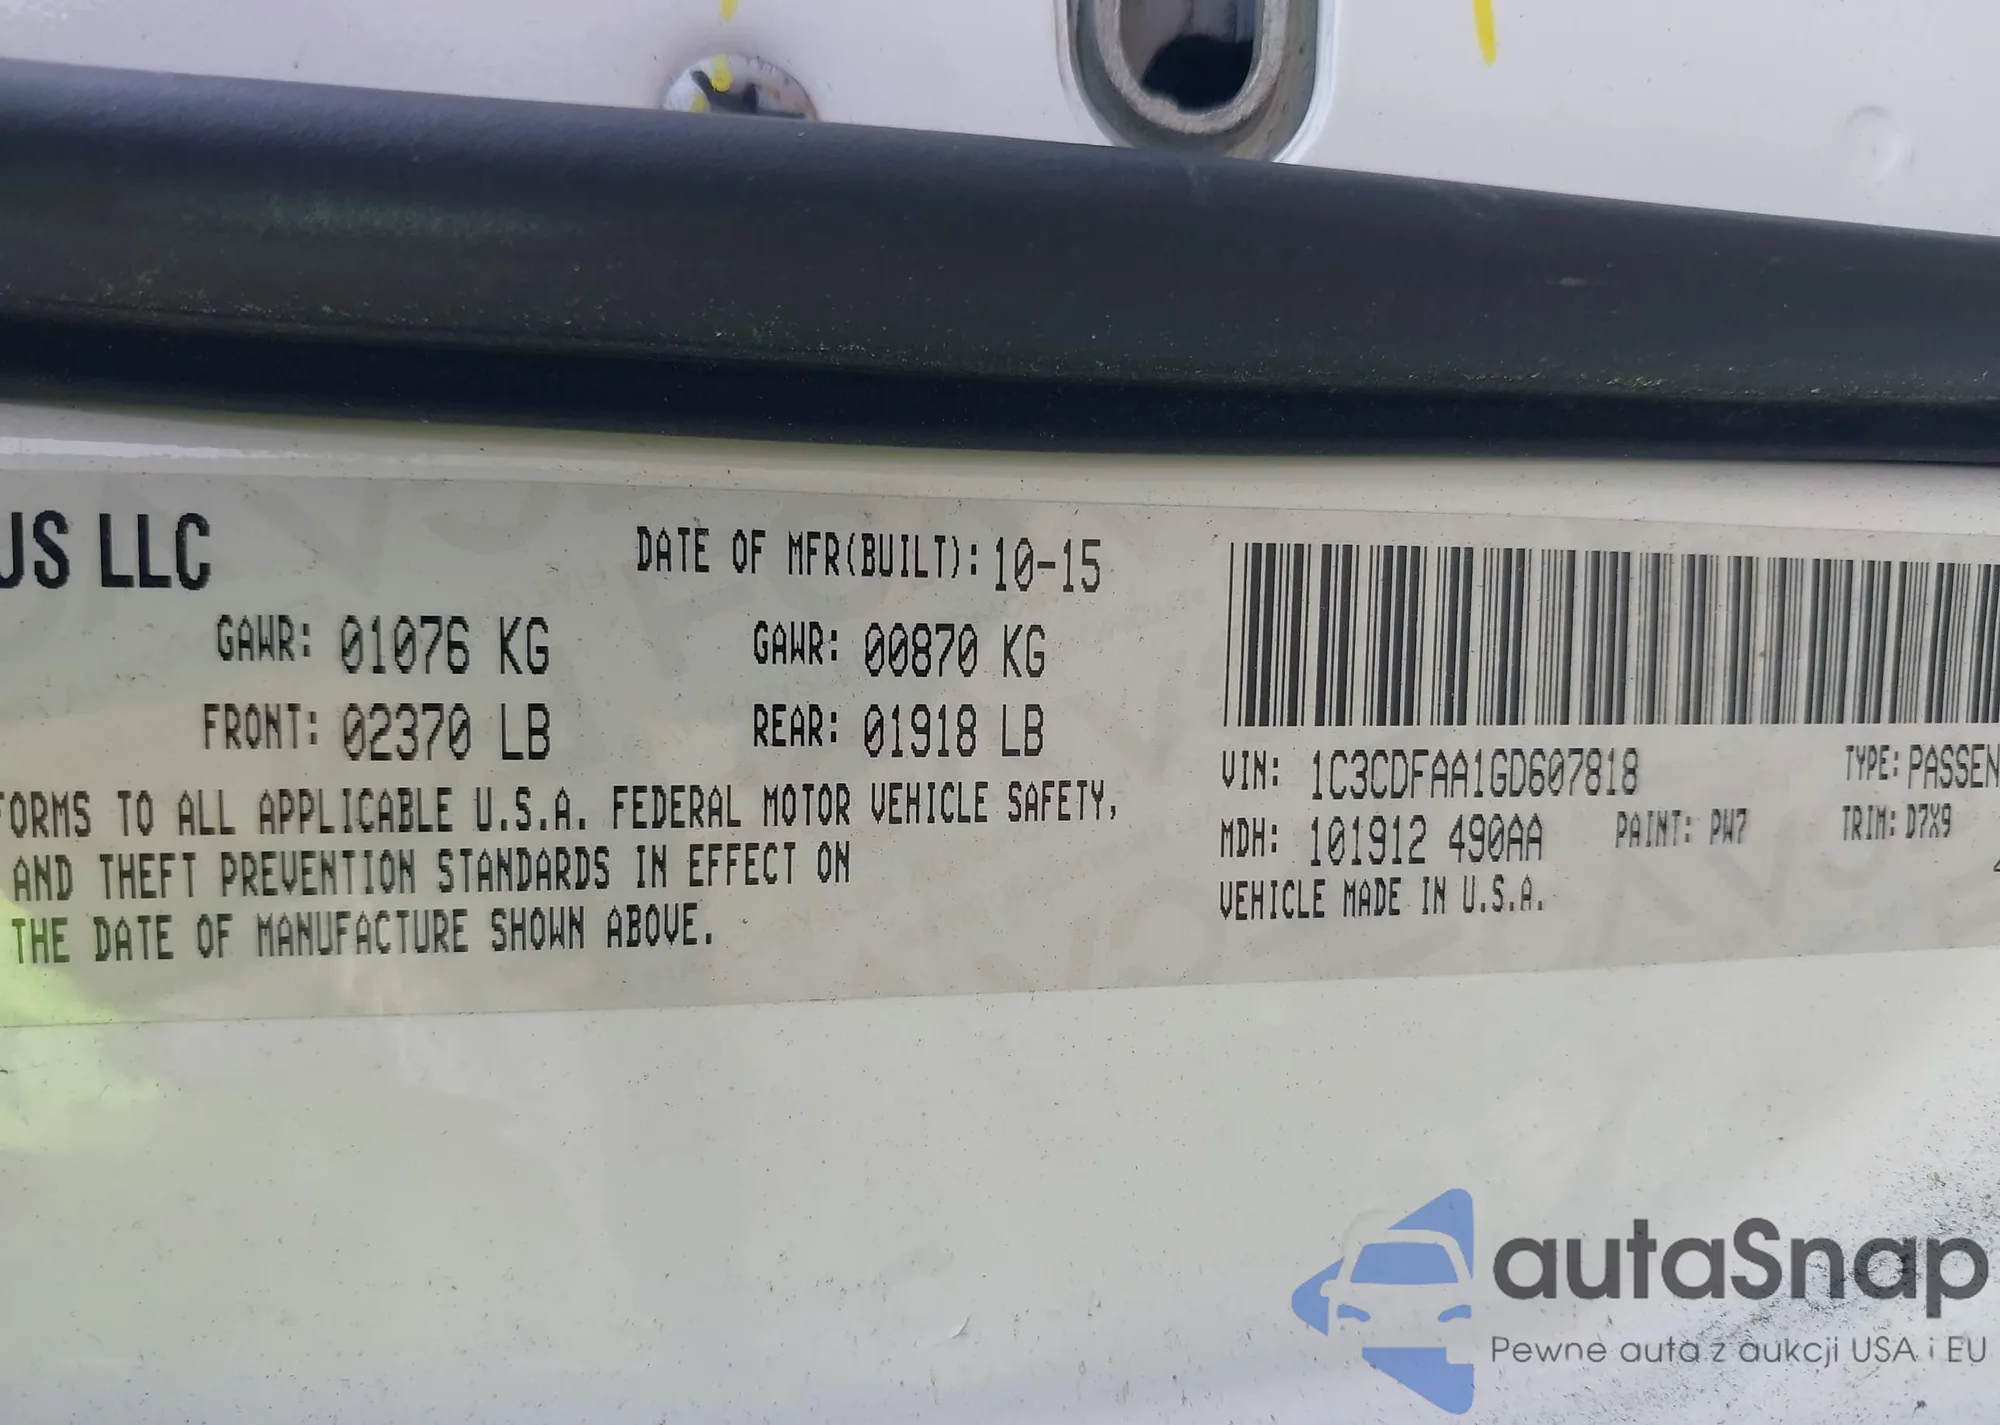 US LLC
DATE OF MFR(BUILT): 10-15
GAWR: 01076 KG
GAWR: 00870 KG
FRONT: 02370 LB
REAR: 01918 LB
FORMS TO ALL APPLICABLE U.S.A. FEDERAL MOTOR VEHICLE SAFETY,
AND THEFT PREVENTION STANDARDS IN EFFECT ON
THE DATE OF MANUFACTURE SHOWN ABOVE.
VIN: 1C3CDFAA1GD607818
TYPE: PASSEN
MDH: 101912 490AA
PAINT: PW7
TRIM: D7X9
VEHICLE MADE IN U.S.A.
autaSnap
Pewne auta z aukcji USA i EU